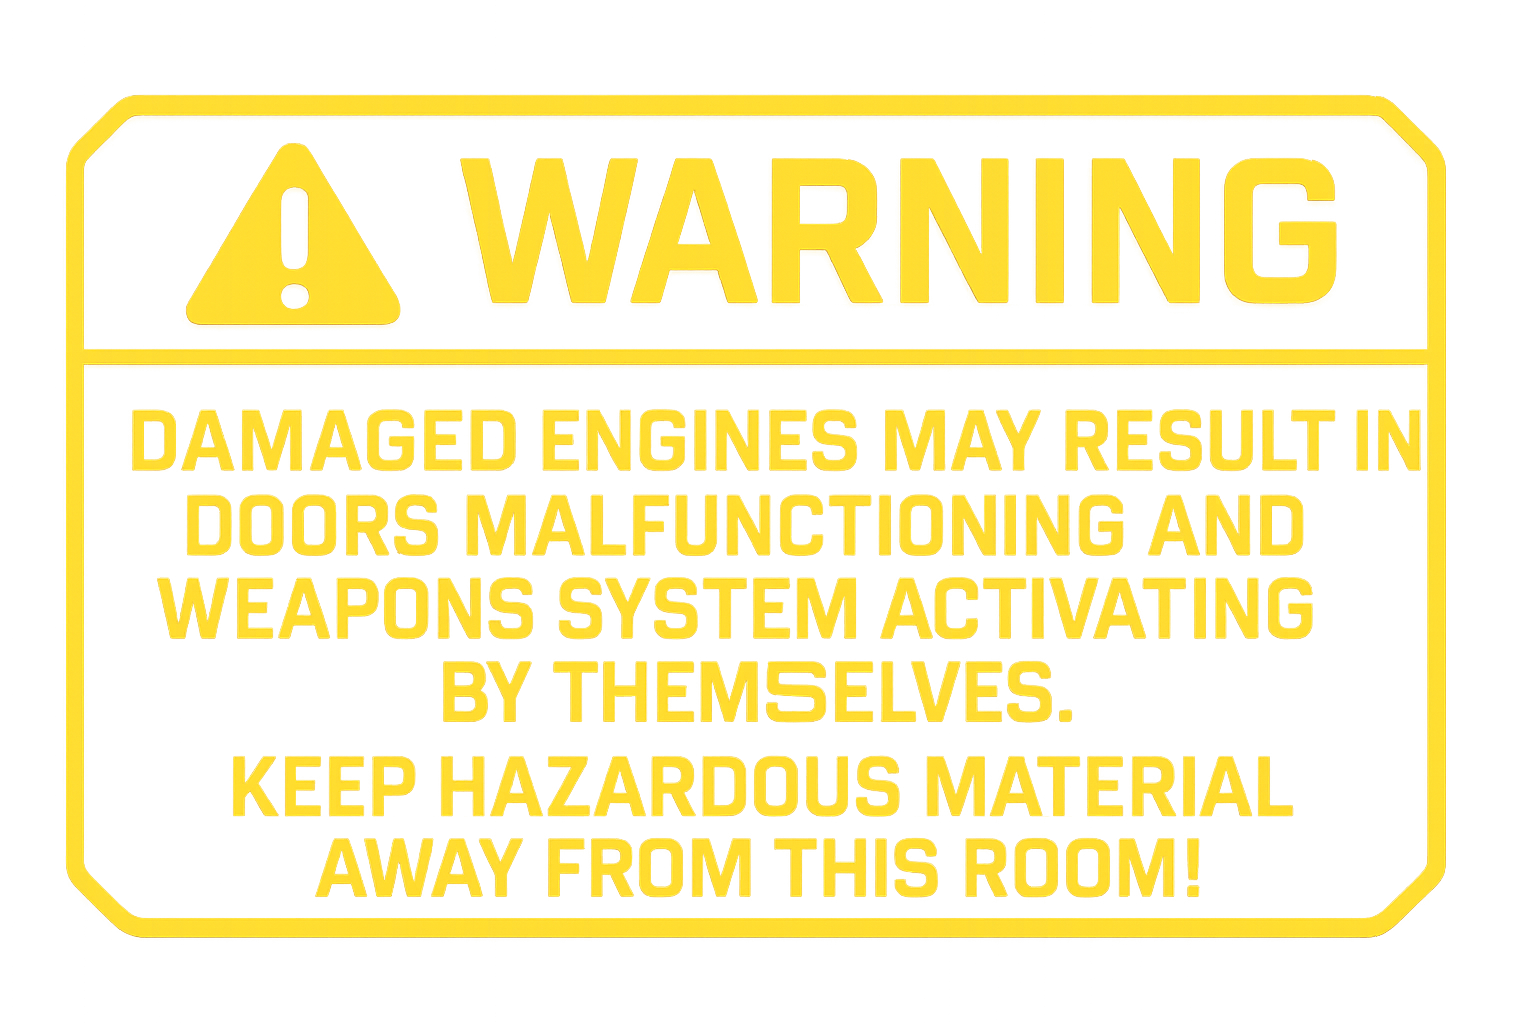 WARNING
DAMAGED ENGINES MAY RESULT IN
DOORS MALFUNCTIONING AND
WEAPONS SYSTEM ACTIVATING
BY THEMSELVES.
KEEP HAZARDOUS MATERIAL
AWAY FROM THIS ROOM!